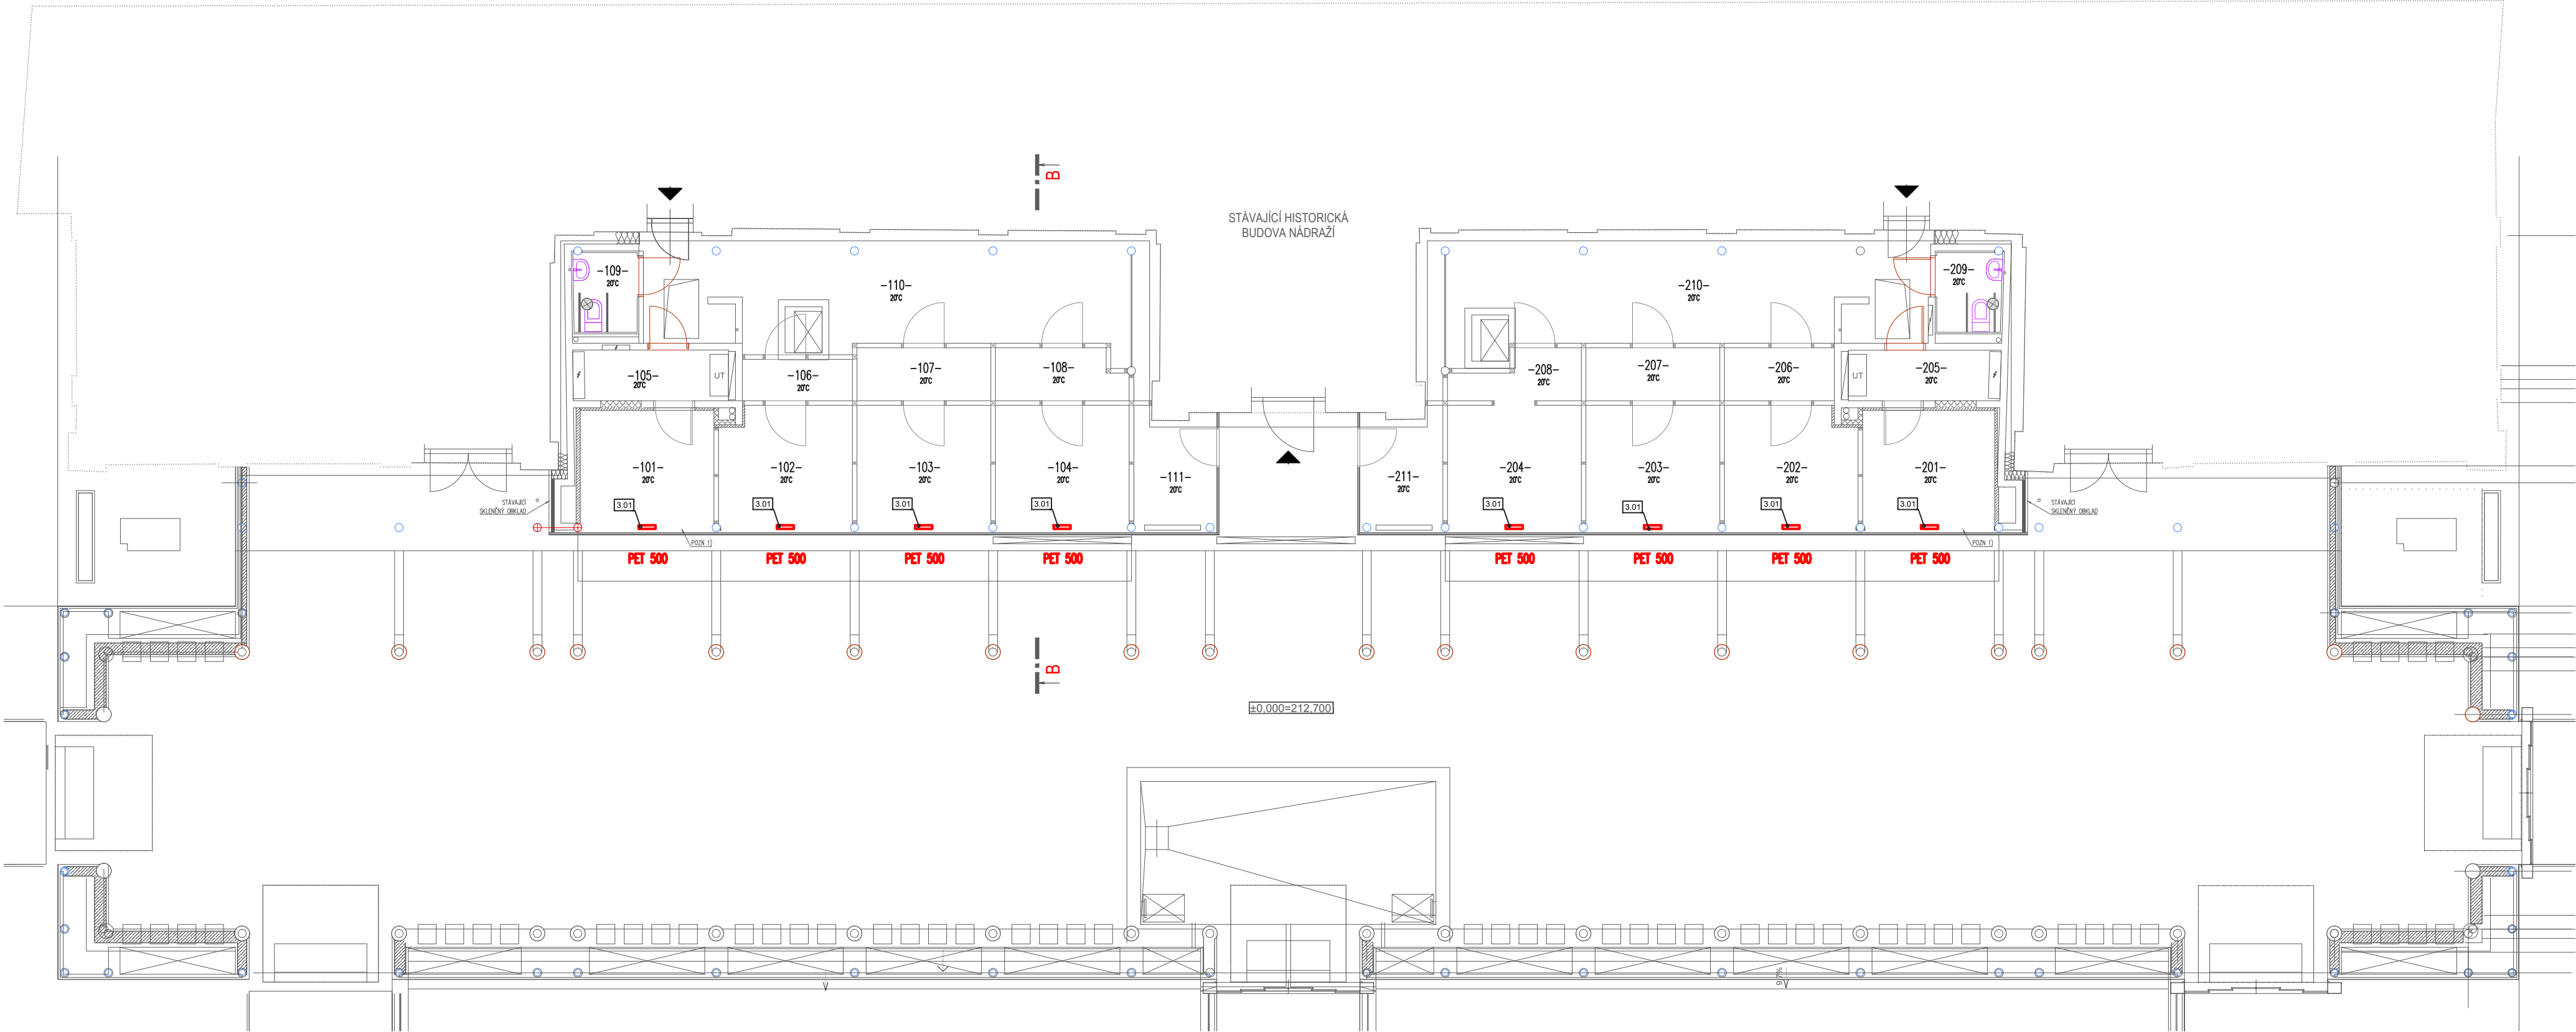 B
STÁVAJÍCÍ HISTORICKÁ
BUDOVA NÁDRAŽÍ
-109-
20°C
-110-
20°C
-210-
20°C
-209-
20°C
-105-
20°C
UT
-106-
20°C
-107-
20°C
-108-
20°C
-208-
20°C
-207-
20°C
-206-
20°C
UT
-205-
20°C
-101-
20°C
-102-
20°C
-103-
20°C
-104-
20°C
-111-
20°C
-211-
20°C
-204-
20°C
-203-
20°C
-202-
20°C
-201-
20°C
STÁVAJÍCÍ
SKLENĚNÝ OBKLAD
3.01
3.01
3.01
3.01
3.01
3.01
3.01
3.01
STÁVAJÍCÍ
SKLENĚNÝ OBKLAD
POZN 1)
POZN 1)
PET 500
PET 500
PET 500
PET 500
PET 500
PET 500
PET 500
PET 500
B
±0,000=212,700